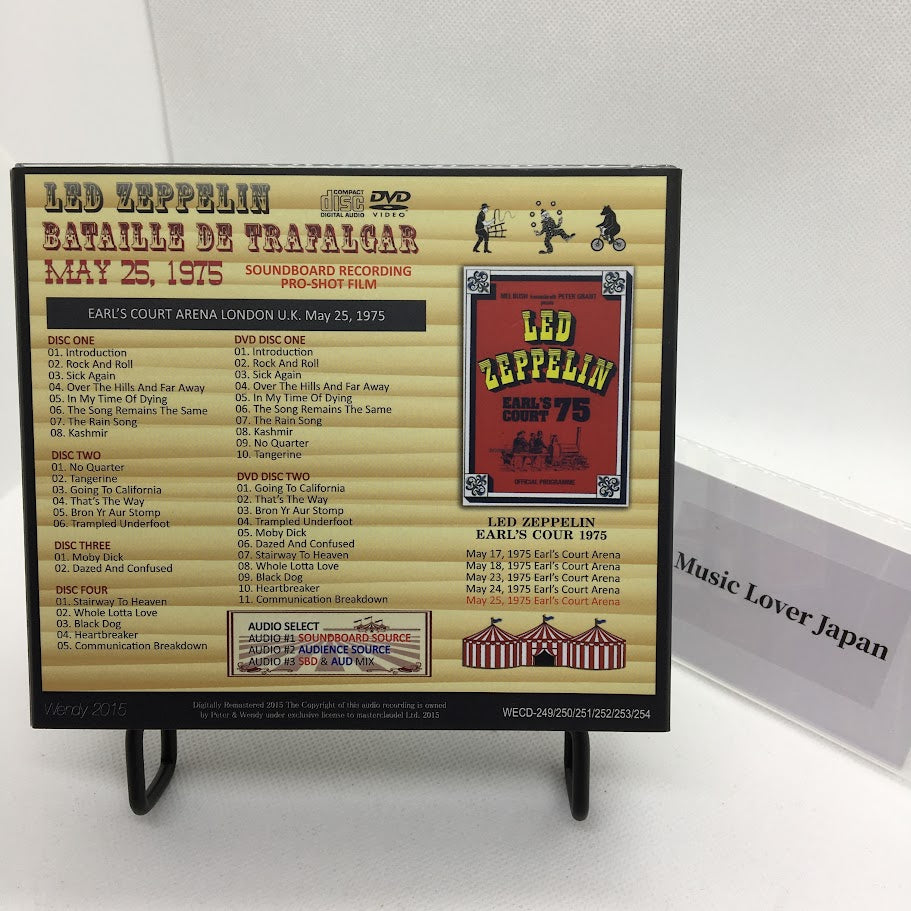 LED ZEPPELIN
BATAILLE DE TRAFALGAR
MAY 25, 1975
COMPACT
disc
DIGITAL AUDIO
DVD
VIDEO
SOUNDBOARD RECORDING
PRO-SHOT FILM
EARL'S COURT ARENA LONDON U.K. May 25, 1975
DISC ONE
01. Introduction
02. Rock And Roll
03. Sick Again
04. Over The Hills And Far Away
05. In My Time Of Dying
06. The Song Remains The Same
07. The Rain Song
08. Kashmir
DISC TWO
01. No Quarter
02. Tangerine
03. Going To California
04. That's The Way
05. Bron Yr Aur Stomp
06. Trampled Underfoot
DISC THREE
01. Moby Dick
02. Dazed And Confused
DISC FOUR
01. Stairway To Heaven
02. Whole Lotta Love
03. Black Dog
04. Heartbreaker
05. Communication Breakdown
DVD DISC ONE
01. Introduction
02. Rock And Roll
03. Sick Again
04. Over The Hills And Far Away
05. In My Time Of Dying
06. The Song Remains The Same
07. The Rain Song
08. Kashmir
09. No Quarter
10. Tangerine
DVD DISC TWO
01. Going To California
02. That's The Way
03. Bron Yr Aur Stomp
04. Trampled Underfoot
05. Moby Dick
06. Dazed And Confused
07. Stairway To Heaven
08. Whole Lotta Love
09. Black Dog
10. Heartbreaker
11. Communication Breakdown
AUDIO SELECT
AUDIO #1 SOUNDBOARD SOURCE
AUDIO #2 AUDIENCE SOURCE
AUDIO #3 SBD & AUD MIX
MEL BUSH PETER GRANT
LED
ZEPPELIN
EARL'S
COURT 75
OFFICIAL PROGRAMME
LED ZEPPELIN
EARL'S COUR 1975
May 17, 1975 Earl's Court Arena
May 18, 1975 Earl's Court Arena
May 23, 1975 Earl's Court Arena
May 24, 1975 Earl's Court Arena
May 25, 1975 Earl's Court Arena
Wendy 2015
Digitally Remastered 2015 The Copyright of this audio recording is owned
by Peter & Wendy under exclusive license to masterclaudel Ltd. 2015
WECD-249/250/251/252/253/254
Music Lover Japan